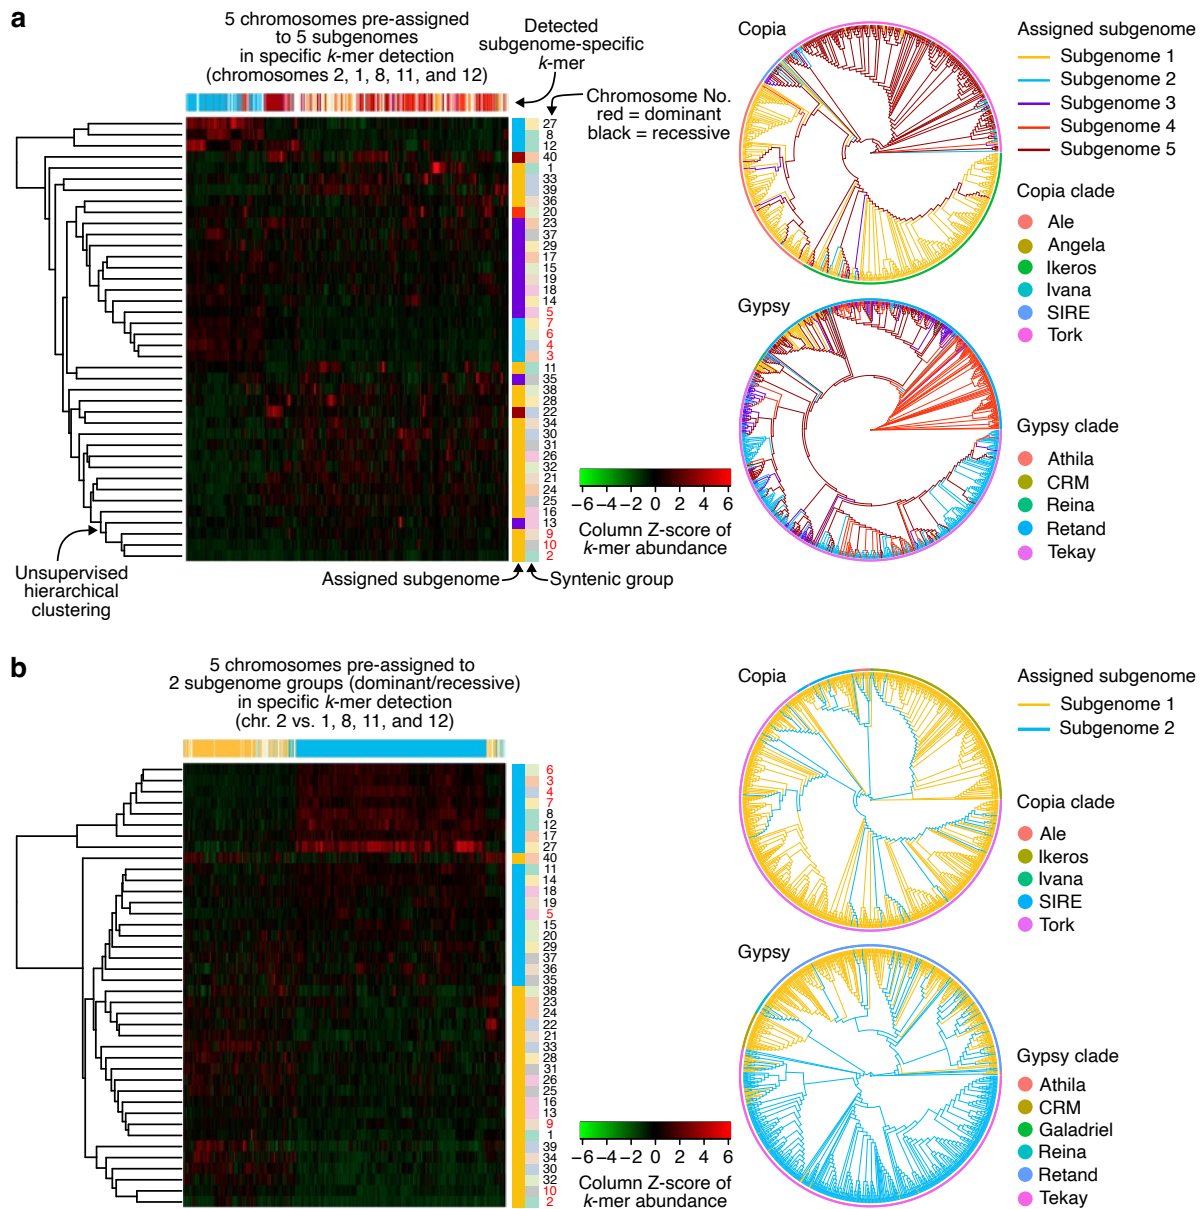 a
5 chromosomes pre-assigned
to 5 subgenomes
in specific k-mer detection
(chromosomes 2, 1, 8, 11, and 12)
Detected
subgenome-specific
k-mer
Chromosome No.
red = dominant
black = recessive
27
8
12
40
1
33
39
36
20
23
37
29
17
15
19
18
14
5
7
6
4
3
11
35
38
28
22
34
30
31
26
32
21
24
25
16
13
9
10
2
Unsupervised
hierarchical
clustering
Assigned subgenome
Syntenic group
−6 −4 −2 0 2 4 6
Column Z-score of
k-mer abundance
Copia
Gypsy
Assigned subgenome
Subgenome 1
Subgenome 2
Subgenome 3
Subgenome 4
Subgenome 5
Copia clade
Ale
Angela
Ikeros
Ivana
SIRE
Tork
Gypsy clade
Athila
CRM
Reina
Retand
Tekay
b
5 chromosomes pre-assigned to
2 subgenome groups (dominant/recessive)
in specific k-mer detection
(chr. 2 vs. 1, 8, 11, and 12)
6
3
4
7
8
12
17
27
40
11
14
18
19
5
15
20
29
37
36
35
38
23
24
22
21
33
28
31
26
25
16
13
9
1
39
34
30
32
10
2
−6 −4 −2 0 2 4 6
Column Z-score of
k-mer abundance
Copia
Gypsy
Assigned subgenome
Subgenome 1
Subgenome 2
Copia clade
Ale
Ikeros
Ivana
SIRE
Tork
Gypsy clade
Athila
CRM
Galadriel
Reina
Retand
Tekay